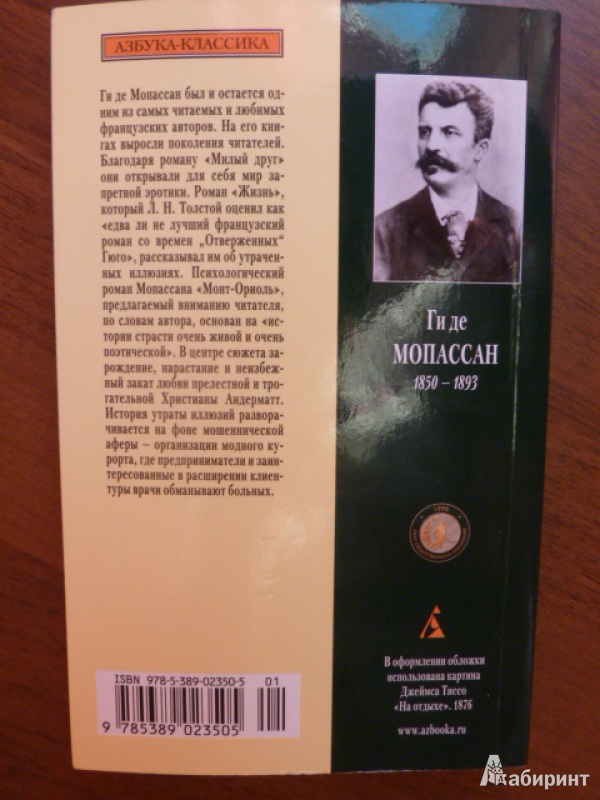 АЗБУКА-КЛАССИКА
Ги де Мопассан был и остается од-
ним из самых читаемых и любимых
французских авторов. На его кни-
гах выросли поколения читателей.
Благодаря роману «Милый друг»
они открывали для себя мир за-
претной эротики. Роман «Жизнь»,
который Л. Н. Толстой оценил как
«едва ли не лучший французский
роман со времен „Отверженных“
Гюго», рассказывал им об утрачен-
ных иллюзиях. Психологический
роман Мопассана «Монт-Ориоль»,
предлагаемый вниманию читателя,
по словам автора, основан на «ис-
тории страсти очень живой и очень
поэтической». В центре сюжета за-
рождение, нарастание и неизбеж-
ный закат любви прелестной и тро-
гательной Христианы Андерматт.
История утраты иллюзий развора-
чивается на фоне мошеннической
аферы – организации модного ку-
рорта, где предприниматели и заин-
тересованные в расширении клиен-
туры врачи обманывают больных.
ISBN 978-5-389-02350-5 01
9 785389 023505
Ги де
МОПАССАН
1850 – 1893
В оформлении обложки
использована картина
Джеймса Тиссо
«На отдыхе». 1876
www.azbooka.ru
Лабиринт